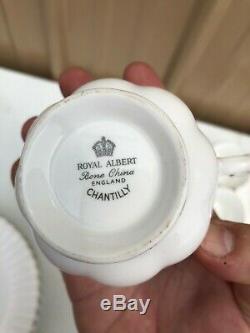 ROYAL ALBERT
Bone China
ENGLAND
CHANTILLY